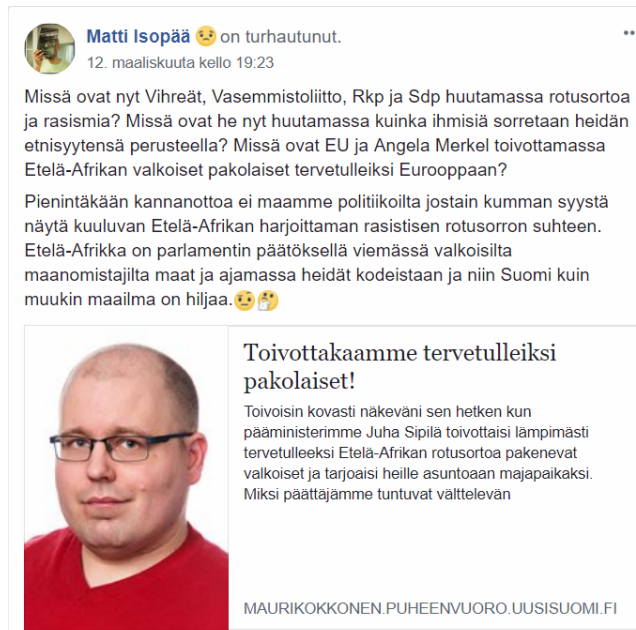 Matti Isopää 😟 on turhautunut.
12. maaliskuuta kello 19:23
Missä ovat nyt Vihreät, Vasemmistoliitto, Rkp ja Sdp huutamassa rotusortoa
ja rasismia? Missä ovat he nyt huutamassa kuinka ihmisiä sorretaan heidän
etnisyytensä perusteella? Missä ovat EU ja Angela Merkel toivottamassa
Etelä-Afrikan valkoiset pakolaiset tervetulleiksi Eurooppaan?
Pienintäkään kannanottoa ei maamme politiikoilta jostain kumman syystä
näytä kuuluvan Etelä-Afrikan harjoittaman rasistisen rotusorron suhteen.
Etelä-Afrikka on parlamentin päätöksellä viemässä valkoisilta
maanomistajilta maat ja ajamassa heidät kodeistaan ja niin Suomi kuin
muukin maailma on hiljaa.🤨🤔
Toivottakaamme tervetulleiksi
pakolaiset!
Toivoisin kovasti näkeväni sen hetken kun
pääministerimme Juha Sipilä toivottaisi lämpimästi
tervetulleeksi Etelä-Afrikan rotusortoa pakenevat
valkoiset ja tarjoaisi heille asuntoaan majapaikaksi.
Miksi päättäjämme tuntuvat välttelevän
MAURIKOKKONEN.PUHEENVUORO.UUSISUOMI.FI